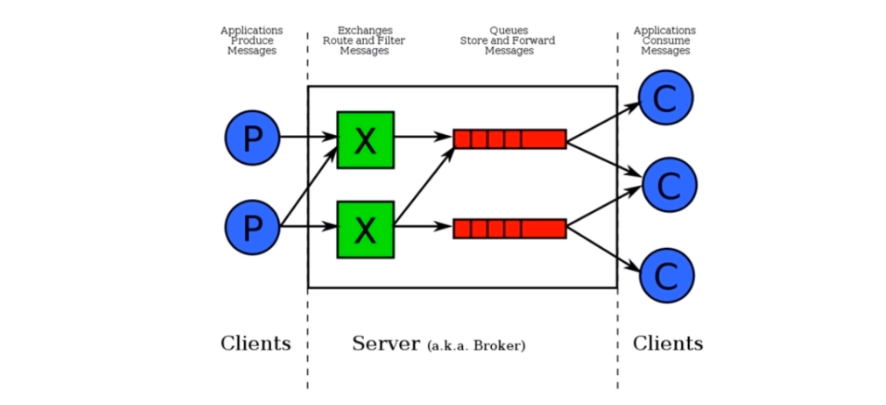 Applications
Produce
Messages
Exchanges
Route and Filter
Messages
Queues
Store and Forward
Messages
Applications
Consume
Messages
P
X
C
P
X
C
C
Clients
Server (a.k.a. Broker)
Clients